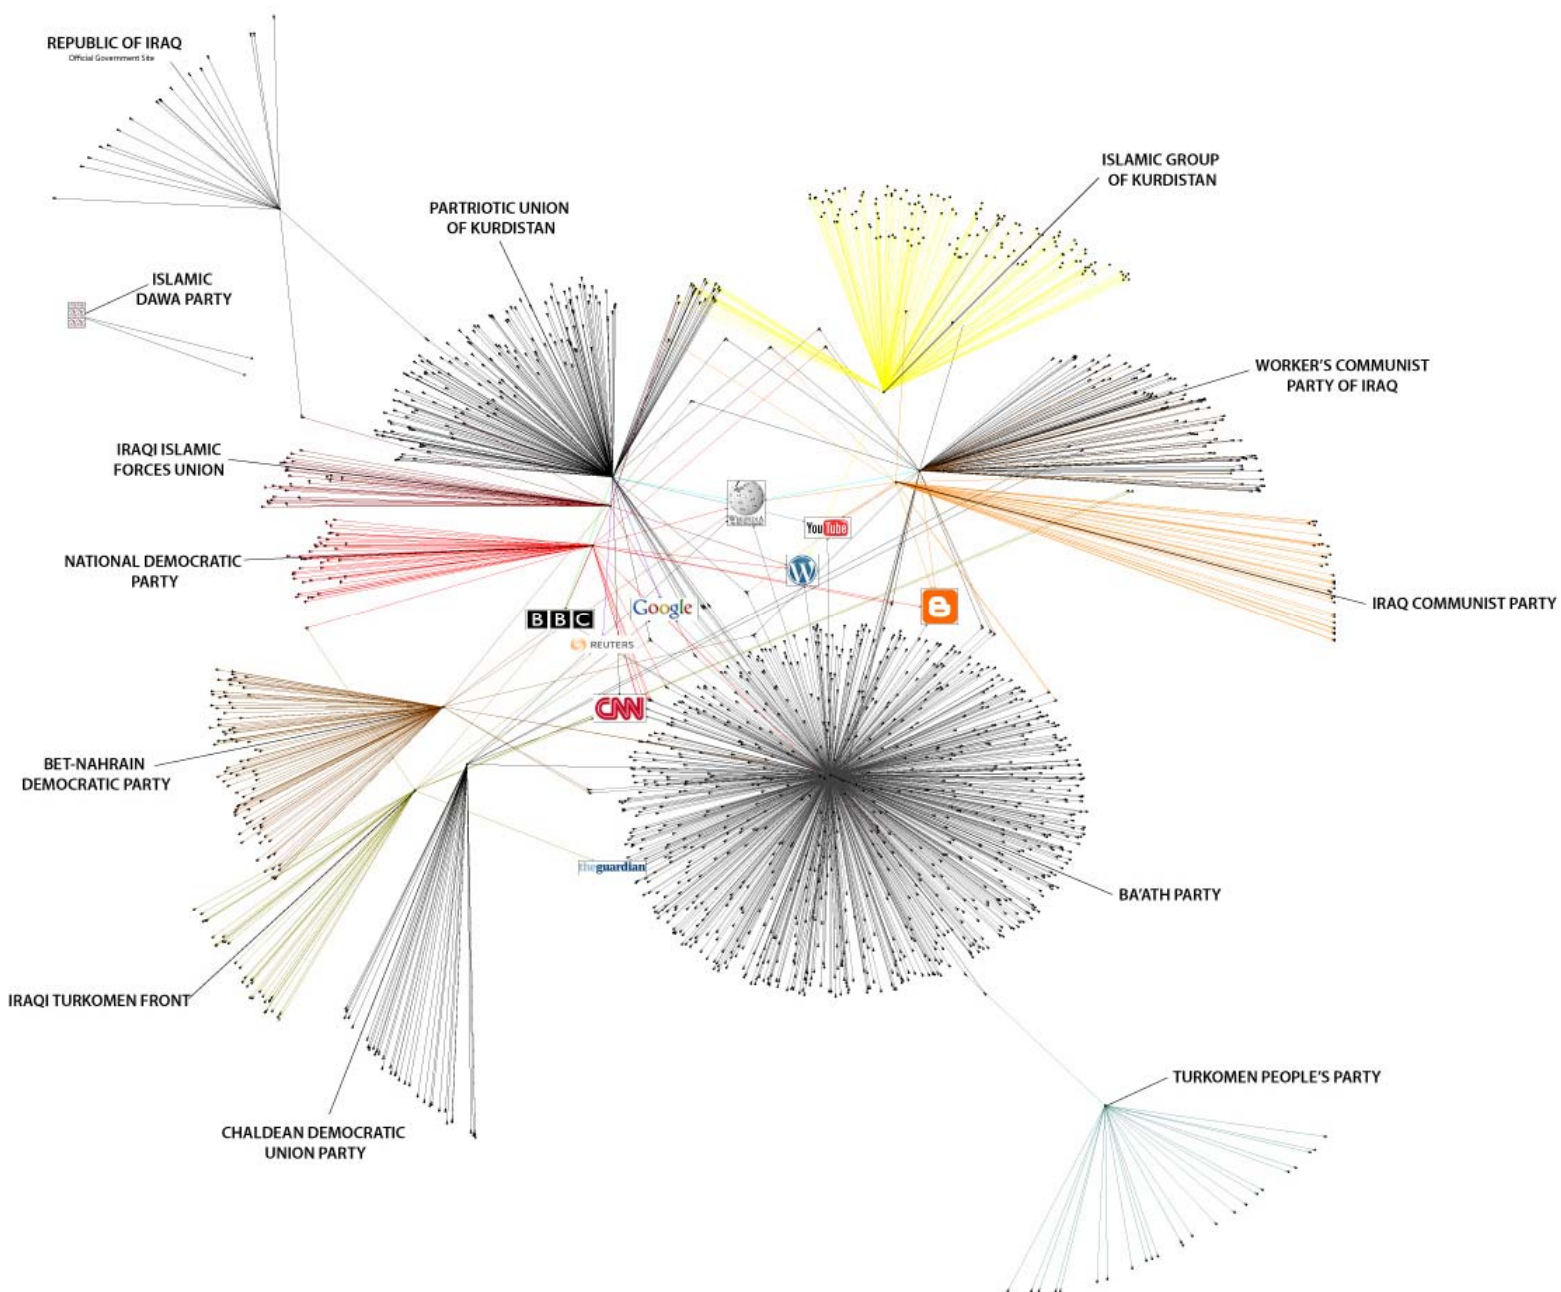 REPUBLIC OF IRAQ
Official Government Site
ISLAMIC GROUP
OF KURDISTAN
PARTRIOTIC UNION
OF KURDISTAN
ISLAMIC
DAWA PARTY
WORKER'S COMMUNIST
PARTY OF IRAQ
IRAQI ISLAMIC
FORCES UNION
WIKIPEDIA
YouTube
W
NATIONAL DEMOCRATIC
PARTY
IRAQ COMMUNIST PARTY
Google
BBC
REUTERS
CNN
BET-NAHRAIN
DEMOCRATIC PARTY
theguardian
BA'ATH PARTY
IRAQI TURKOMEN FRONT
TURKOMEN PEOPLE'S PARTY
CHALDEAN DEMOCRATIC
UNION PARTY